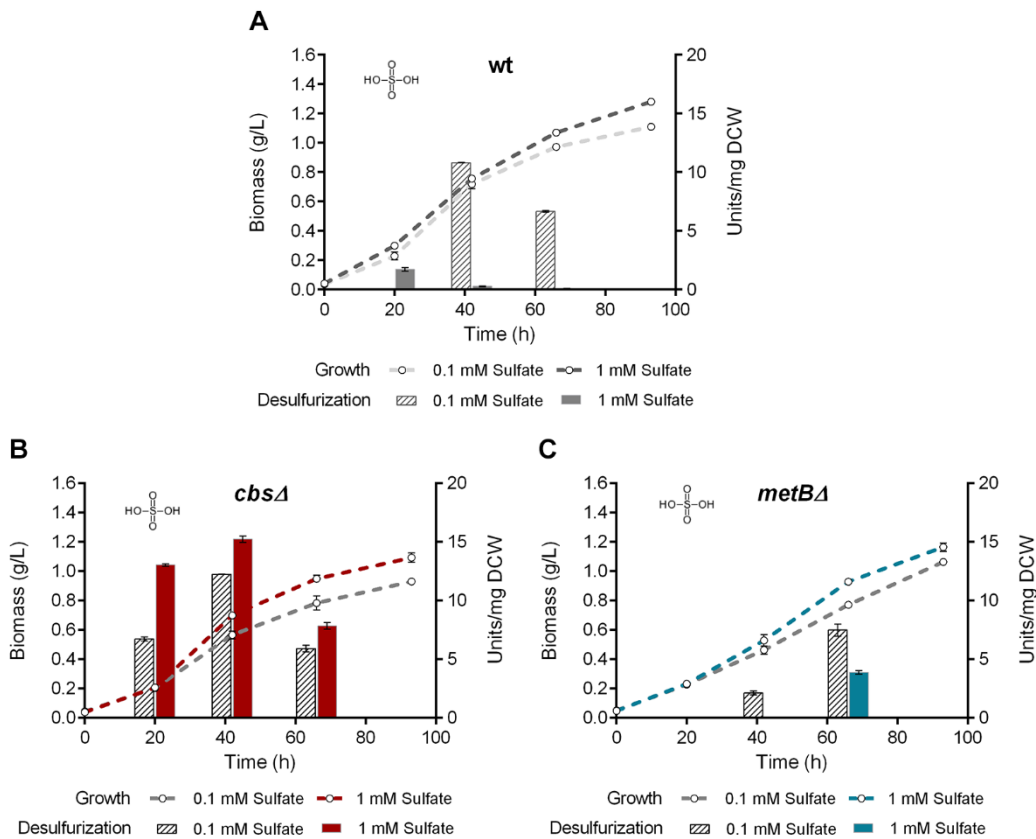 A
wt
O
HO-S-OH
O
Biomass (g/L)
1.6
1.4
1.2
1.0
0.8
0.6
0.4
0.2
0.0
Units/mg DCW
20
15
10
5
0
0 20 40 60 80 100
Time (h)
Growth 0.1 mM Sulfate 1 mM Sulfate
Desulfurization 0.1 mM Sulfate 1 mM Sulfate
B
cbsΔ
O
HO-S-OH
O
Biomass (g/L)
1.6
1.4
1.2
1.0
0.8
0.6
0.4
0.2
0.0
Units/mg DCW
20
15
10
5
0
0 20 40 60 80 100
Time (h)
Growth 0.1 mM Sulfate 1 mM Sulfate
Desulfurization 0.1 mM Sulfate 1 mM Sulfate
C
metBΔ
O
HO-S-OH
O
Biomass (g/L)
1.6
1.4
1.2
1.0
0.8
0.6
0.4
0.2
0.0
Units/mg DCW
20
15
10
5
0
0 20 40 60 80 100
Time (h)
Growth 0.1 mM Sulfate 1 mM Sulfate
Desulfurization 0.1 mM Sulfate 1 mM Sulfate